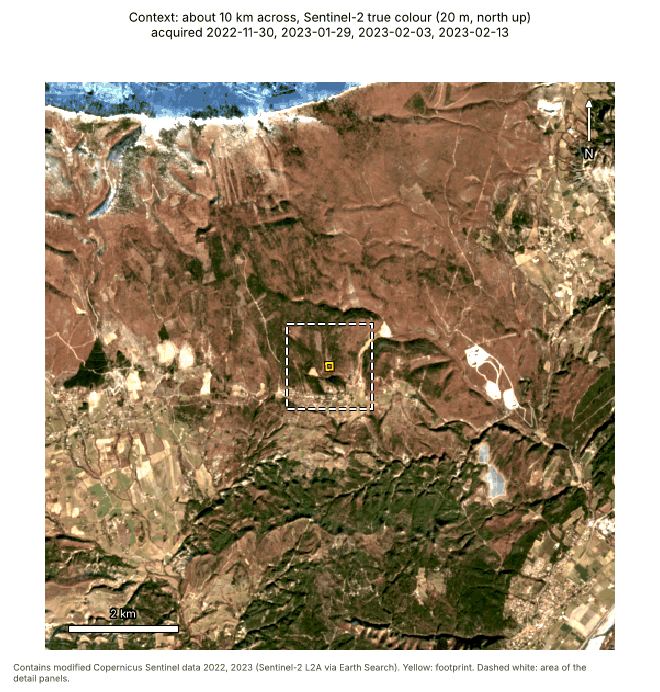 Context: about 10 km across, Sentinel-2 true colour (20 m, north up)
acquired 2022-11-30, 2023-01-29, 2023-02-03, 2023-02-13
N
2 km
Contains modified Copernicus Sentinel data 2022, 2023 (Sentinel-2 L2A via Earth Search). Yellow: footprint. Dashed white: area of the
detail panels.